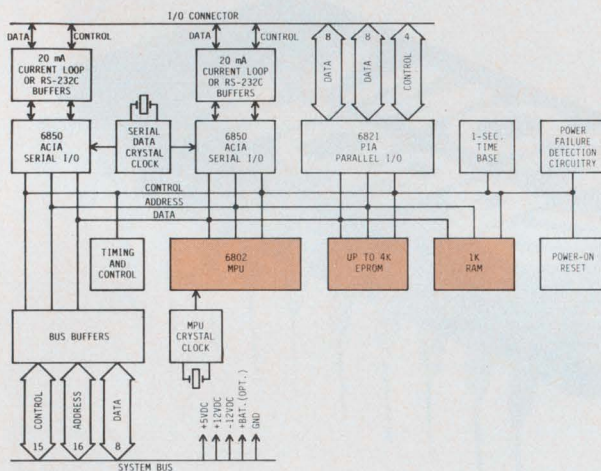 I/O CONNECTOR
DATA
CONTROL
DATA
CONTROL
8
DATA
8
DATA
4
CONTROL
20 mA
CURRENT LOOP
OR RS-232C
BUFFERS
20 mA
CURRENT LOOP
OR RS-232C
BUFFERS
6850
ACIA
SERIAL I/O
SERIAL
DATA
CRYSTAL
CLOCK
6850
ACIA
SERIAL I/O
6821
PIA
PARALLEL I/O
1-SEC.
TIME
BASE
POWER
FAILURE
DETECTION
CIRCUITRY
CONTROL
ADDRESS
DATA
TIMING
AND
CONTROL
6802
MPU
UP TO 4K
EPROM
1K
RAM
POWER-ON
RESET
BUS BUFFERS
MPU
CRYSTAL
CLOCK
CONTROL
15
ADDRESS
16
DATA
8
+5VDC
+12VDC
-12VDC
+BAT.(OPT.)
GND
SYSTEM BUS